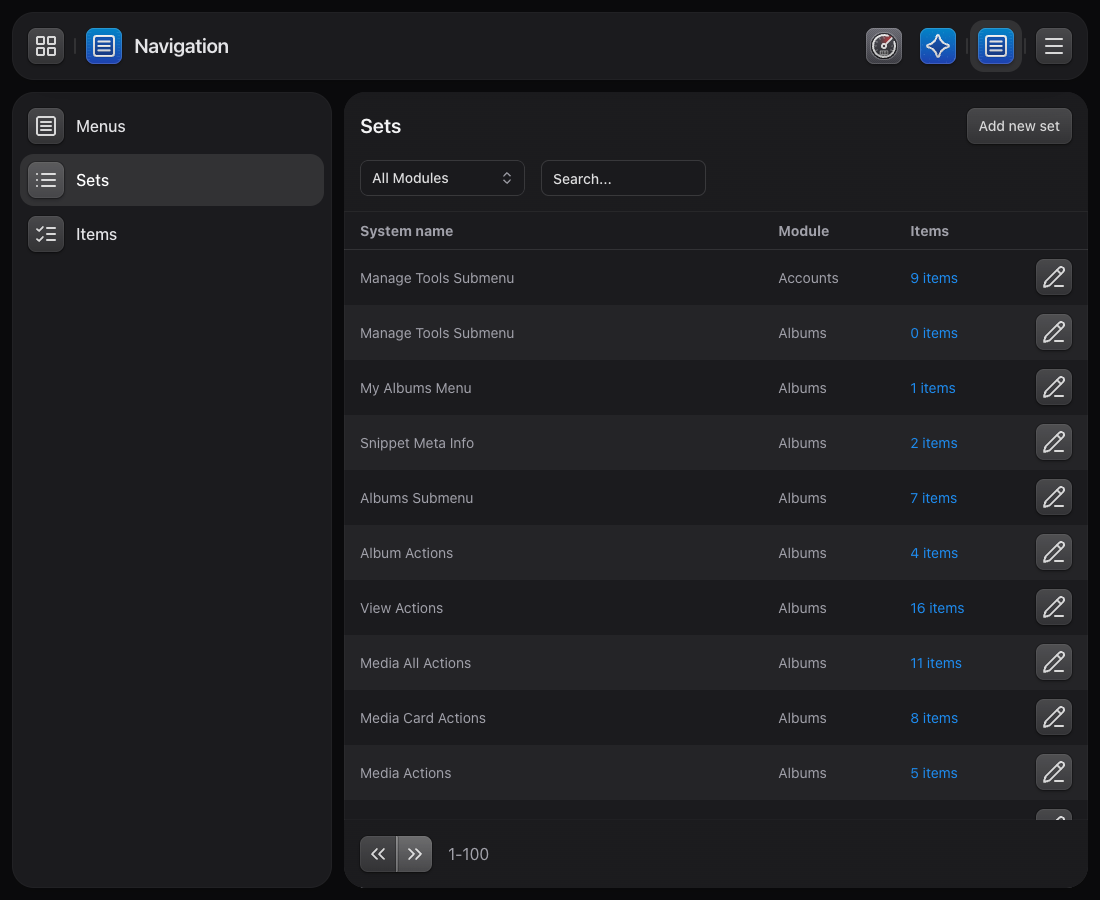 Navigation
Menus
Sets
Items
Sets
Add new set
All Modules
Search...
System name Module Items
Manage Tools Submenu Accounts 9 items
Manage Tools Submenu Albums 0 items
My Albums Menu Albums 1 items
Snippet Meta Info Albums 2 items
Albums Submenu Albums 7 items
Album Actions Albums 4 items
View Actions Albums 16 items
Media All Actions Albums 11 items
Media Card Actions Albums 8 items
Media Actions Albums 5 items
1-100